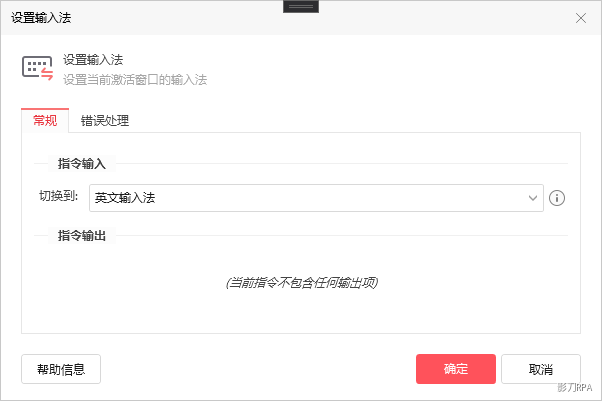 设置输入法
设置输入法
设置当前激活窗口的输入法
常规 错误处理
指令输入
切换到: 英文输入法
指令输出
(当前指令不包含任何输出项)
帮助信息 确定 取消
影刀RPA